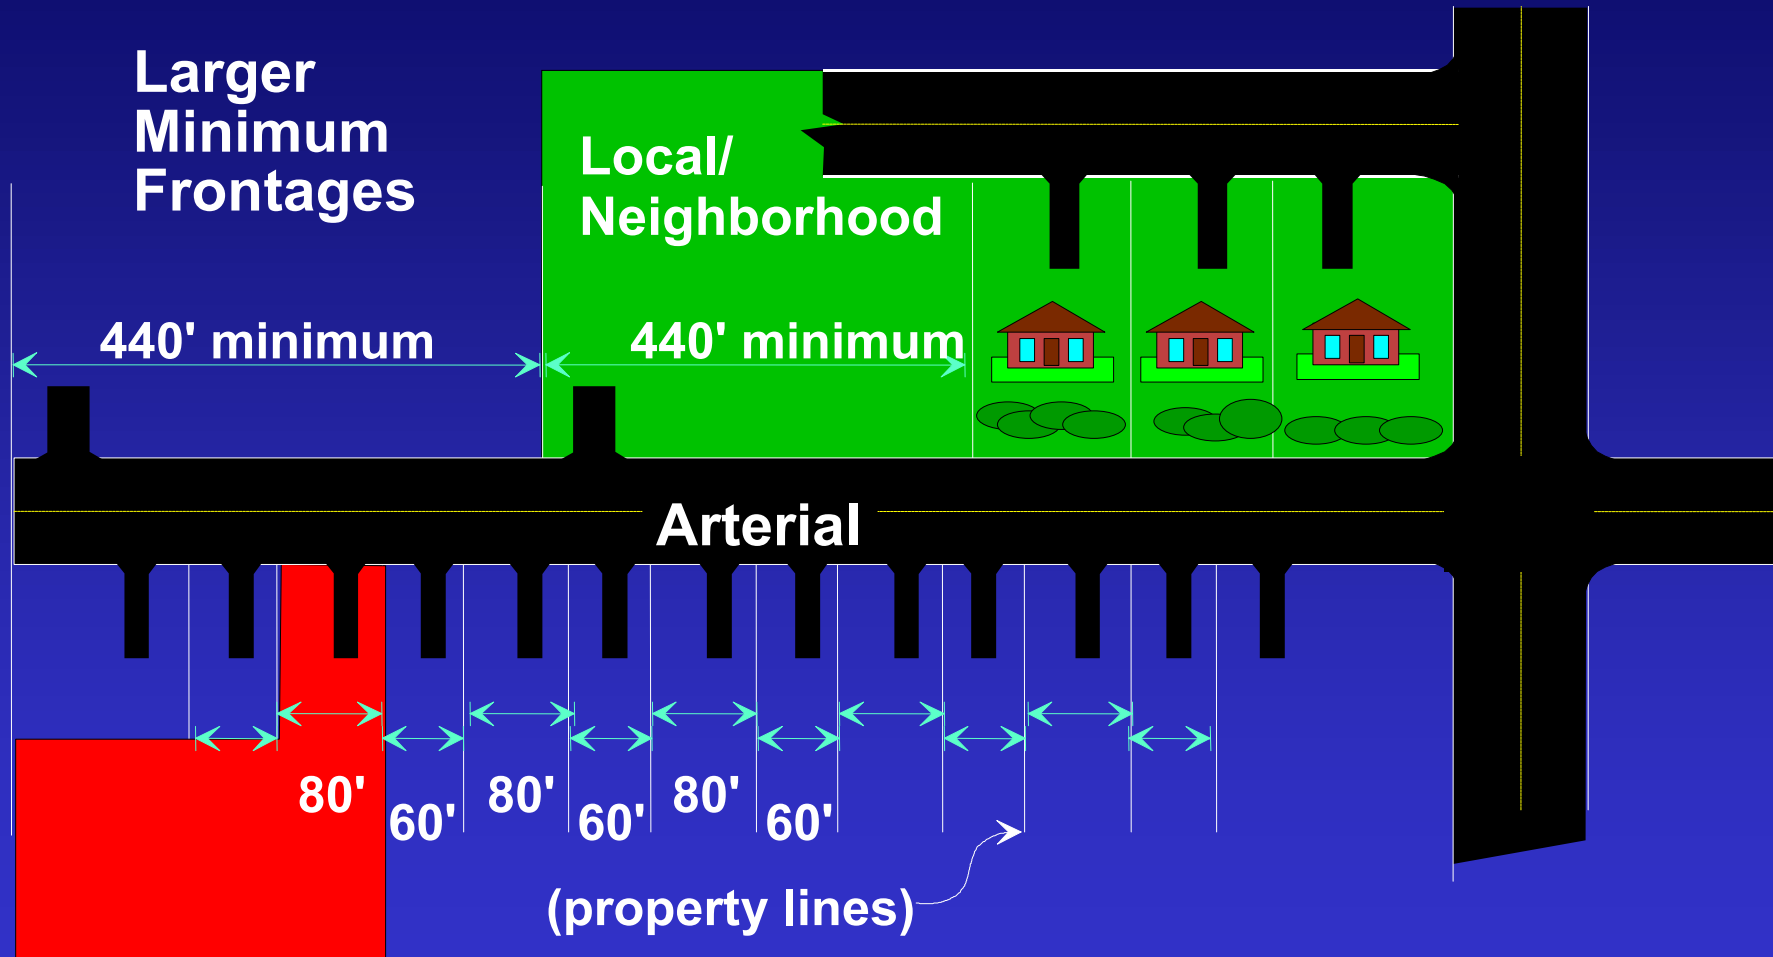 Larger
Minimum
Frontages
Local/
Neighborhood
440' minimum
440' minimum
Arterial
80'
60'
80'
60'
80'
60'
(property lines)